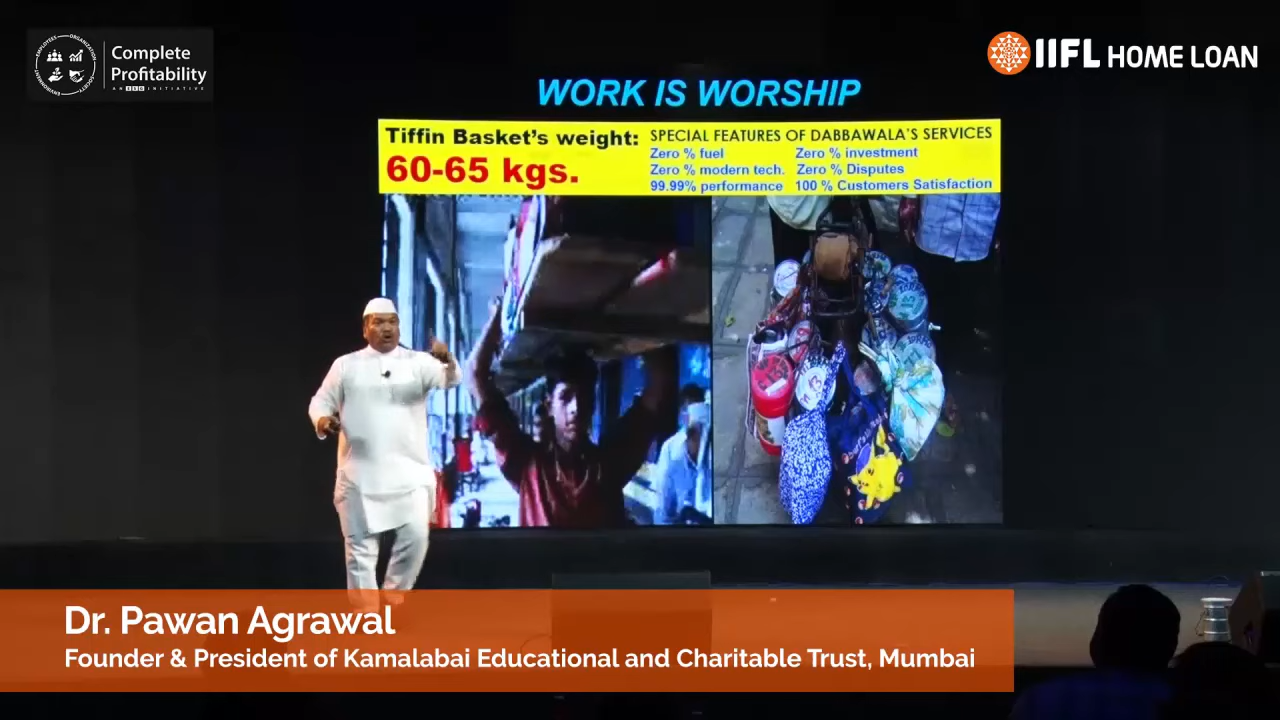 Complete
Profitability
IIFL HOME LOAN
WORK IS WORSHIP
Tiffin Basket's weight:
60-65 kgs.
SPECIAL FEATURES OF DABBAWALA'S SERVICES
Zero % fuel Zero % investment
Zero % modern tech. Zero % Disputes
99.99% performance 100 % Customers Satisfaction
Dr. Pawan Agrawal
Founder & President of Kamalabai Educational and Charitable Trust, Mumbai